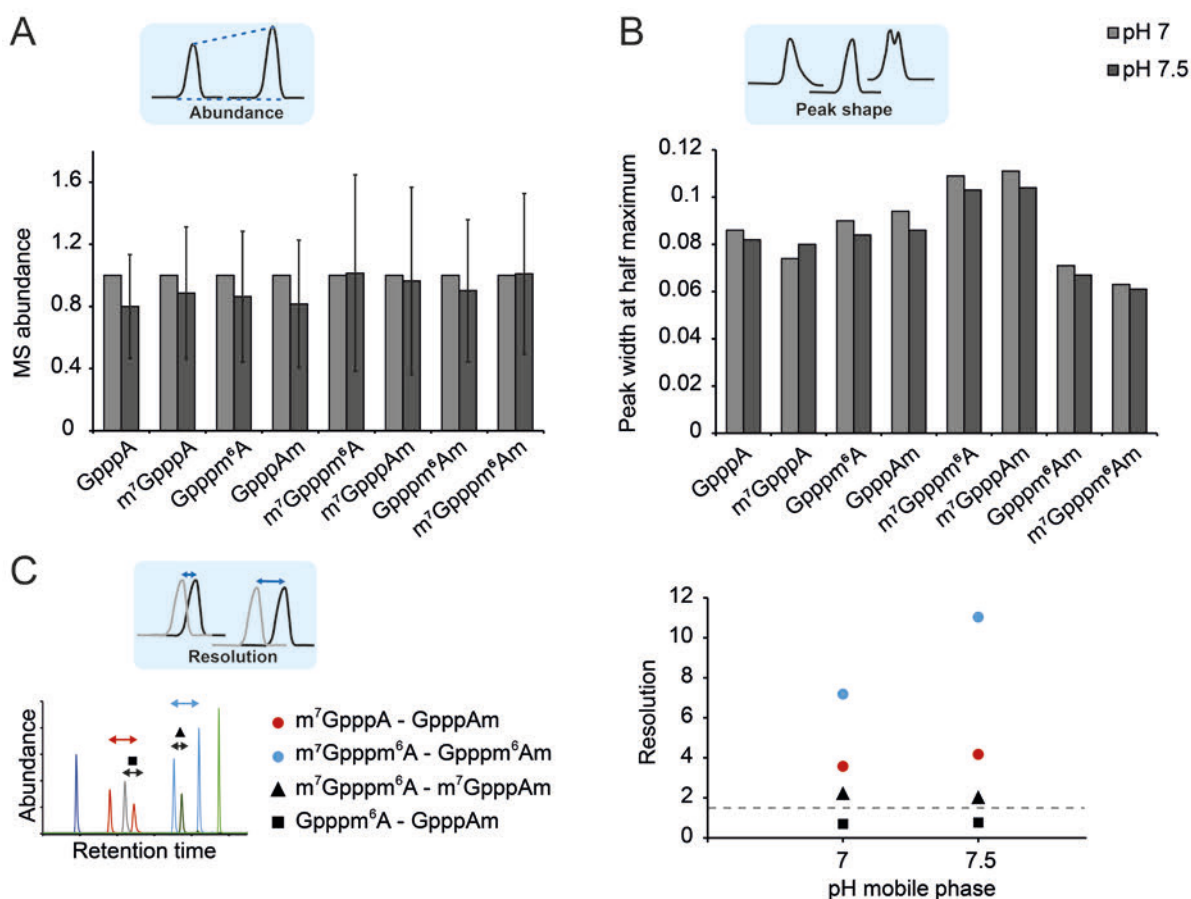 A
Abundance
MS abundance
1.6
1.2
0.8
0.4
0
GpppA
m⁷GpppA
Gpppm⁶A
GpppAm
m⁷Gpppm⁶A
m⁷GpppAm
Gpppm⁶Am
m⁷Gpppm⁶Am
B
Peak shape
pH 7
pH 7.5
Peak width at half maximum
0.12
0.1
0.08
0.06
0.04
0.02
0
GpppA
m⁷GpppA
Gpppm⁶A
GpppAm
m⁷Gpppm⁶A
m⁷GpppAm
Gpppm⁶Am
m⁷Gpppm⁶Am
C
Resolution
Abundance
Retention time
m⁷GpppA - GpppAm
m⁷Gpppm⁶A - Gpppm⁶Am
m⁷Gpppm⁶A - m⁷GpppAm
Gpppm⁶A - GpppAm
Resolution
12
10
8
6
4
2
0
7
7.5
pH mobile phase